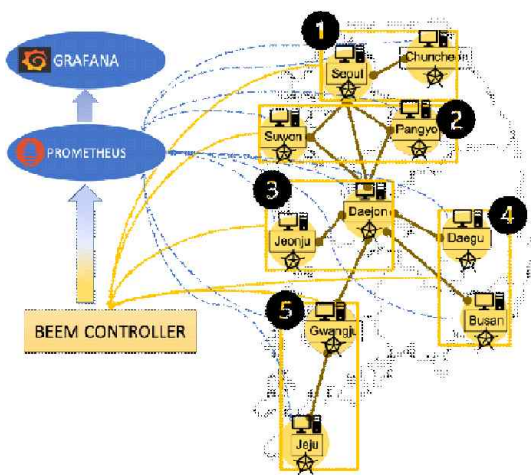 1
GRAFANA
Seoul
Chuncheon
2
Suwon
Pangyo
PROMETHEUS
3
Daejon
4
Jeonju
Daegu
5
BEEM CONTROLLER
Gwangju
Busan
Jeju